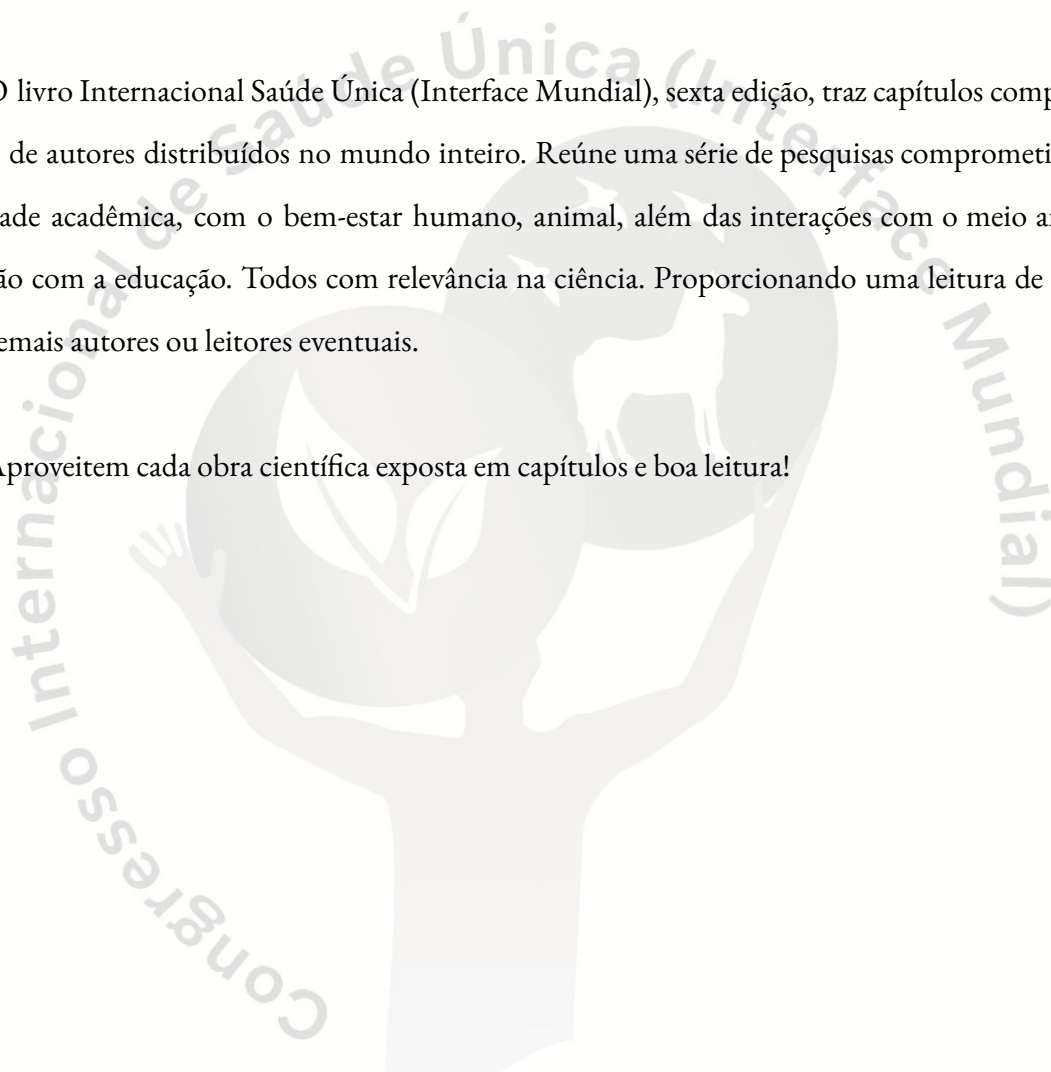 O livro Internacional Saúde Única (Interface Mundial), sexta edição, traz capítulos comp
de autores distribuídos no mundo inteiro. Reúne uma série de pesquisas comprometi
ade acadêmica, com o bem-estar humano, animal, além das interações com o meio a
ão com a educação. Todos com relevância na ciência. Proporcionando uma leitura de
emais autores ou leitores eventuais.
Aproveitem cada obra científica exposta em capítulos e boa leitura!
Congresso Internacional de Saúde Única (Interface Mundial)